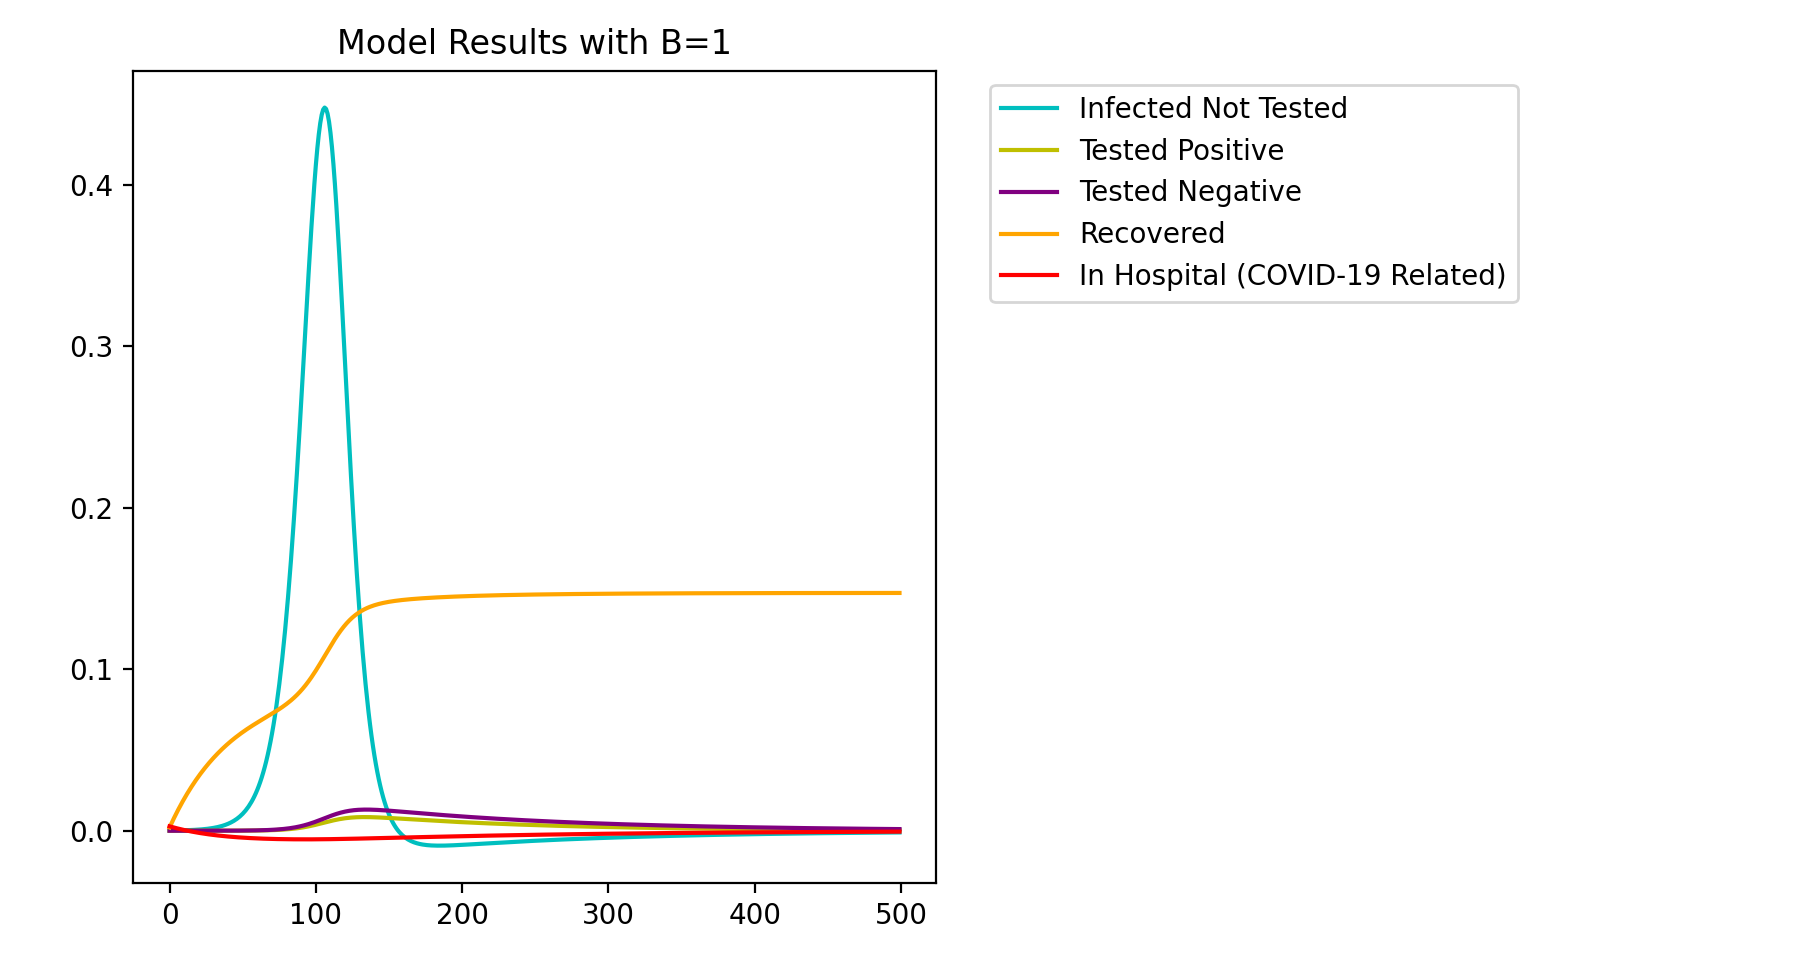 Model Results with B=1
0.4
0.3
0.2
0.1
0.0
0 100 200 300 400 500
Infected Not Tested
Tested Positive
Tested Negative
Recovered
In Hospital (COVID-19 Related)